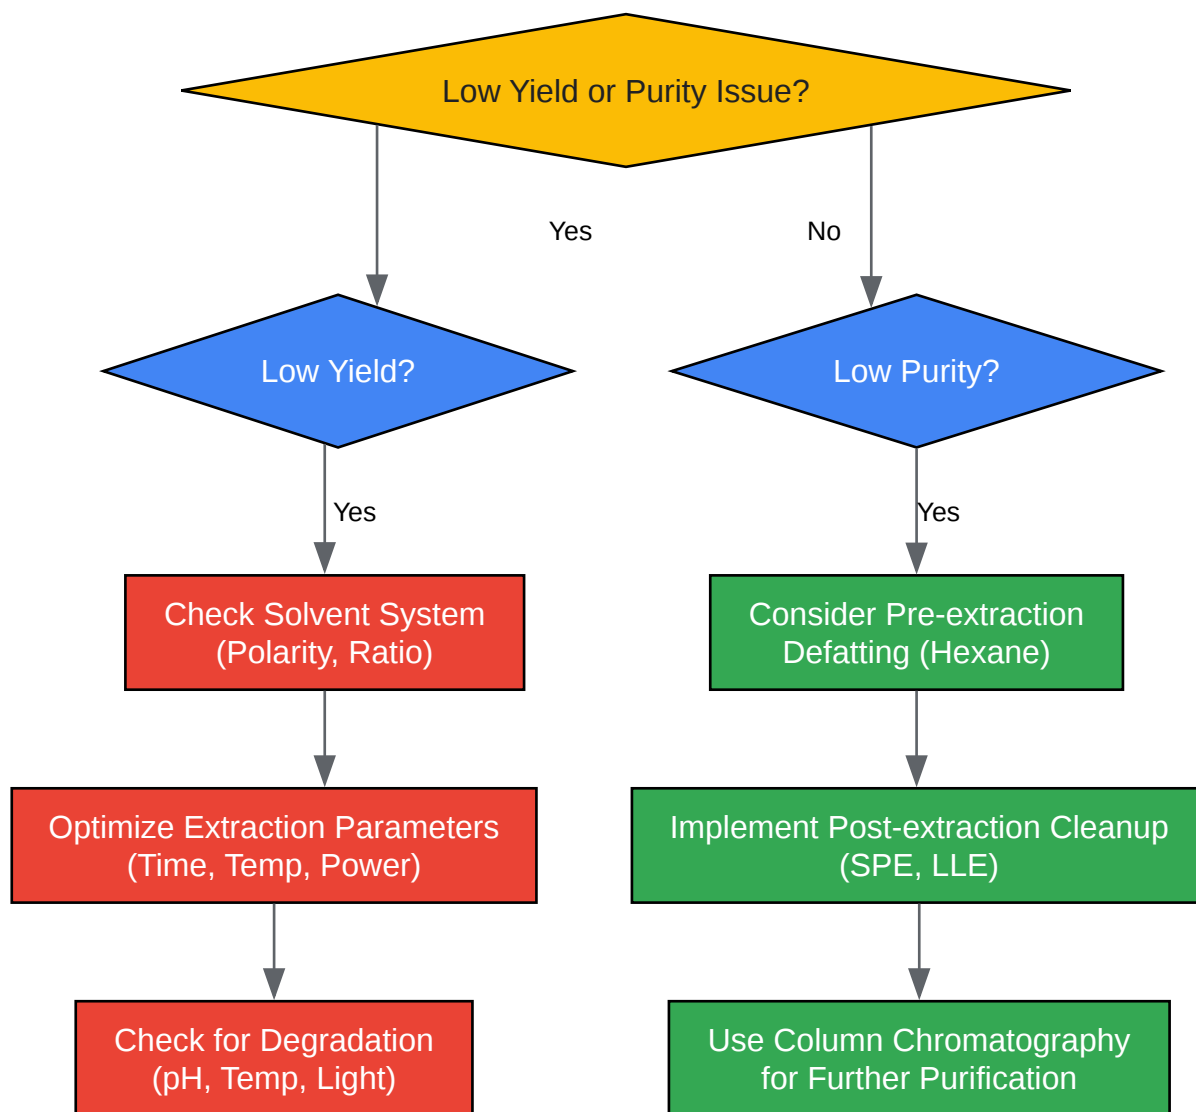 Low Yield or Purity Issue?
Yes
No
Low Yield?
Low Purity?
Yes
Yes
Check Solvent System
(Polarity, Ratio)
Consider Pre-extraction
Defatting (Hexane)
Optimize Extraction Parameters
(Time, Temp, Power)
Implement Post-extraction Cleanup
(SPE, LLE)
Check for Degradation
(pH, Temp, Light)
Use Column Chromatography
for Further Purification